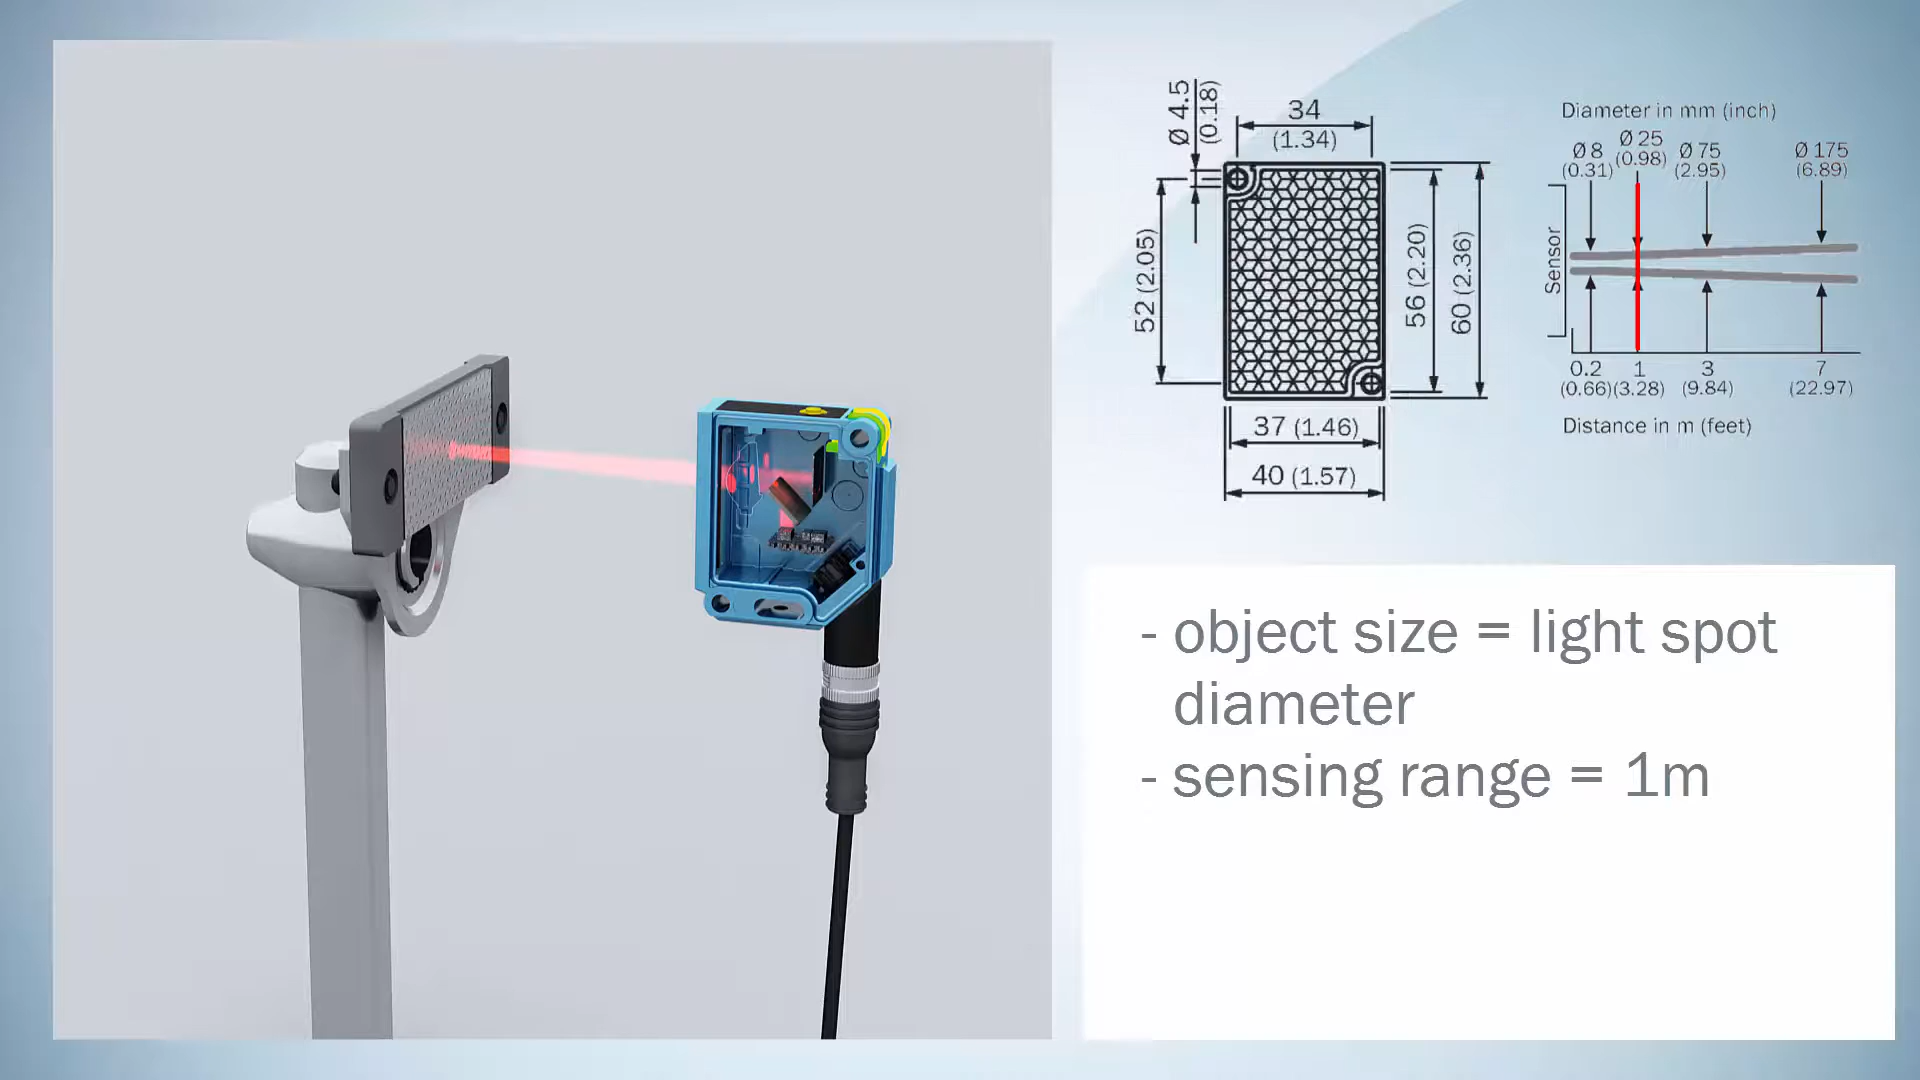 Ø 4.5
(0.18)
34
(1.34)
52 (2.05)
56 (2.20)
60 (2.36)
37 (1.46)
40 (1.57)
Diameter in mm (inch)
Ø 8 Ø 25 Ø 75 Ø 175
(0.31) (0.98) (2.95) (6.89)
Sensor
0.2 1 3 7
(0.66) (3.28) (9.84) (22.97)
Distance in m (feet)
- object size = light spot
diameter
- sensing range = 1m